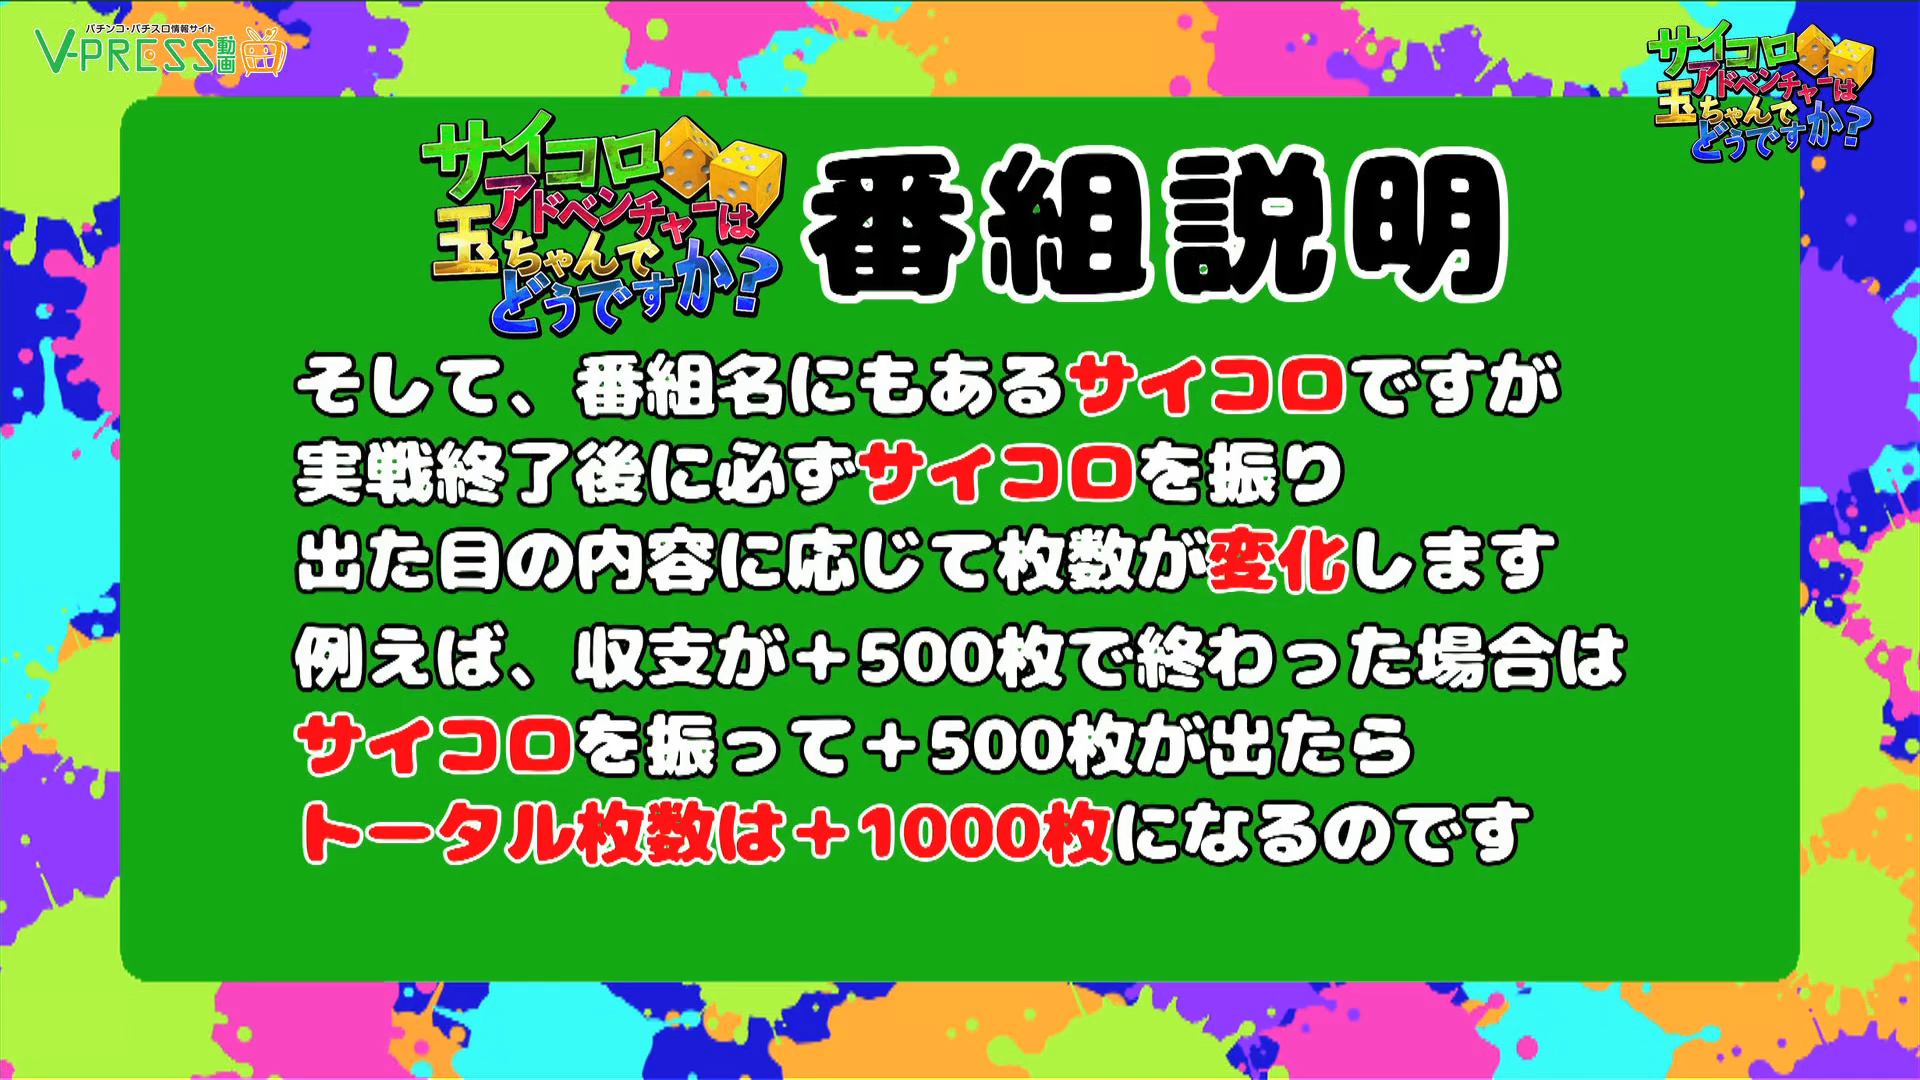 パチンコ・パチスロ情報サイト
V-PRESS動画
サイコロ
アドベンチャーは
玉ちゃんで
どうですか?
サイコロ
アドベンチャーは
玉ちゃんで
どうですか?
番組説明
そして、番組名にもあるサイコロですが
実戦終了後に必ずサイコロを振り
出た目の内容に応じて枚数が変化します
例えば、収支が＋500枚で終わった場合は
サイコロを振って＋500枚が出たら
トータル枚数は＋1000枚になるのです